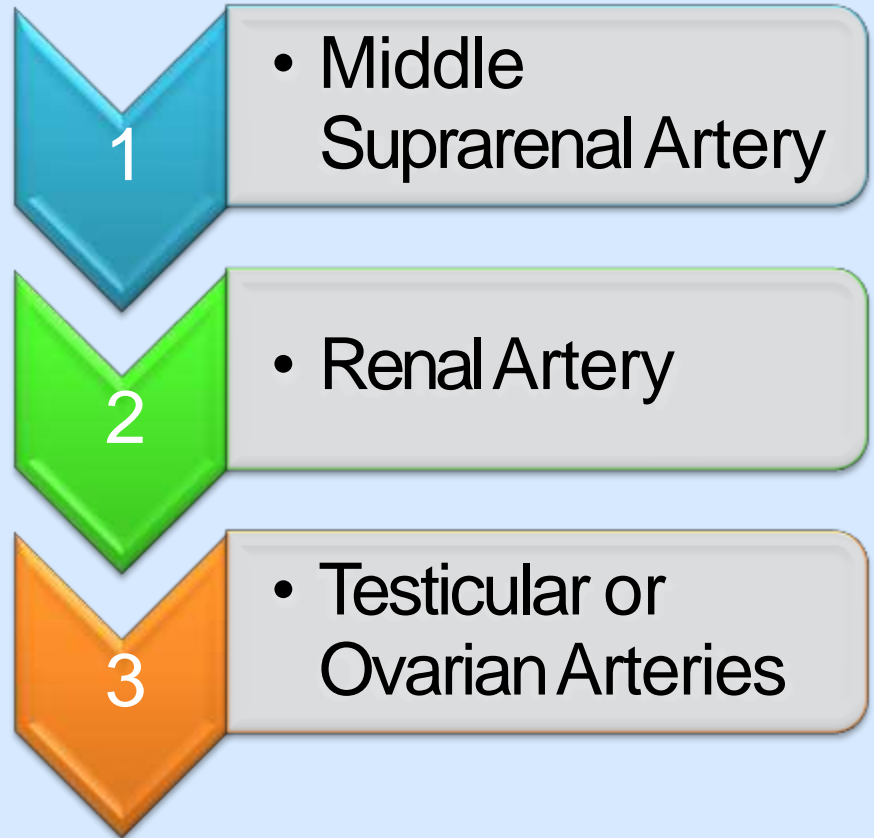 1
• Middle
Suprarenal Artery
2
• Renal Artery
3
• Testicular or
Ovarian Arteries